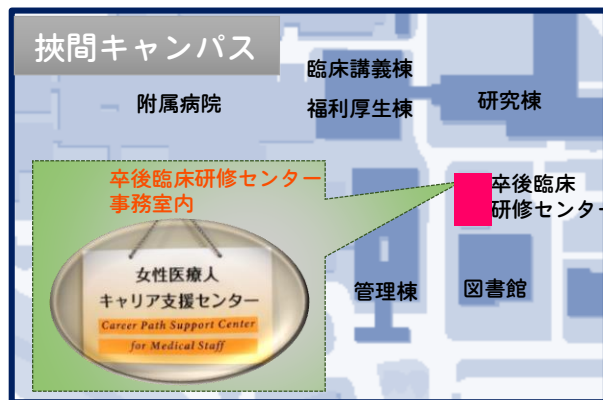 挾間キャンパス
臨床講義棟
福利厚生棟
附属病院
研究棟
卒後臨床研修センター
事務室内
卒後臨床
研修センター
女性医療人
キャリア支援センター
Career Path Support Center
for Medical Staff
管理棟
図書館